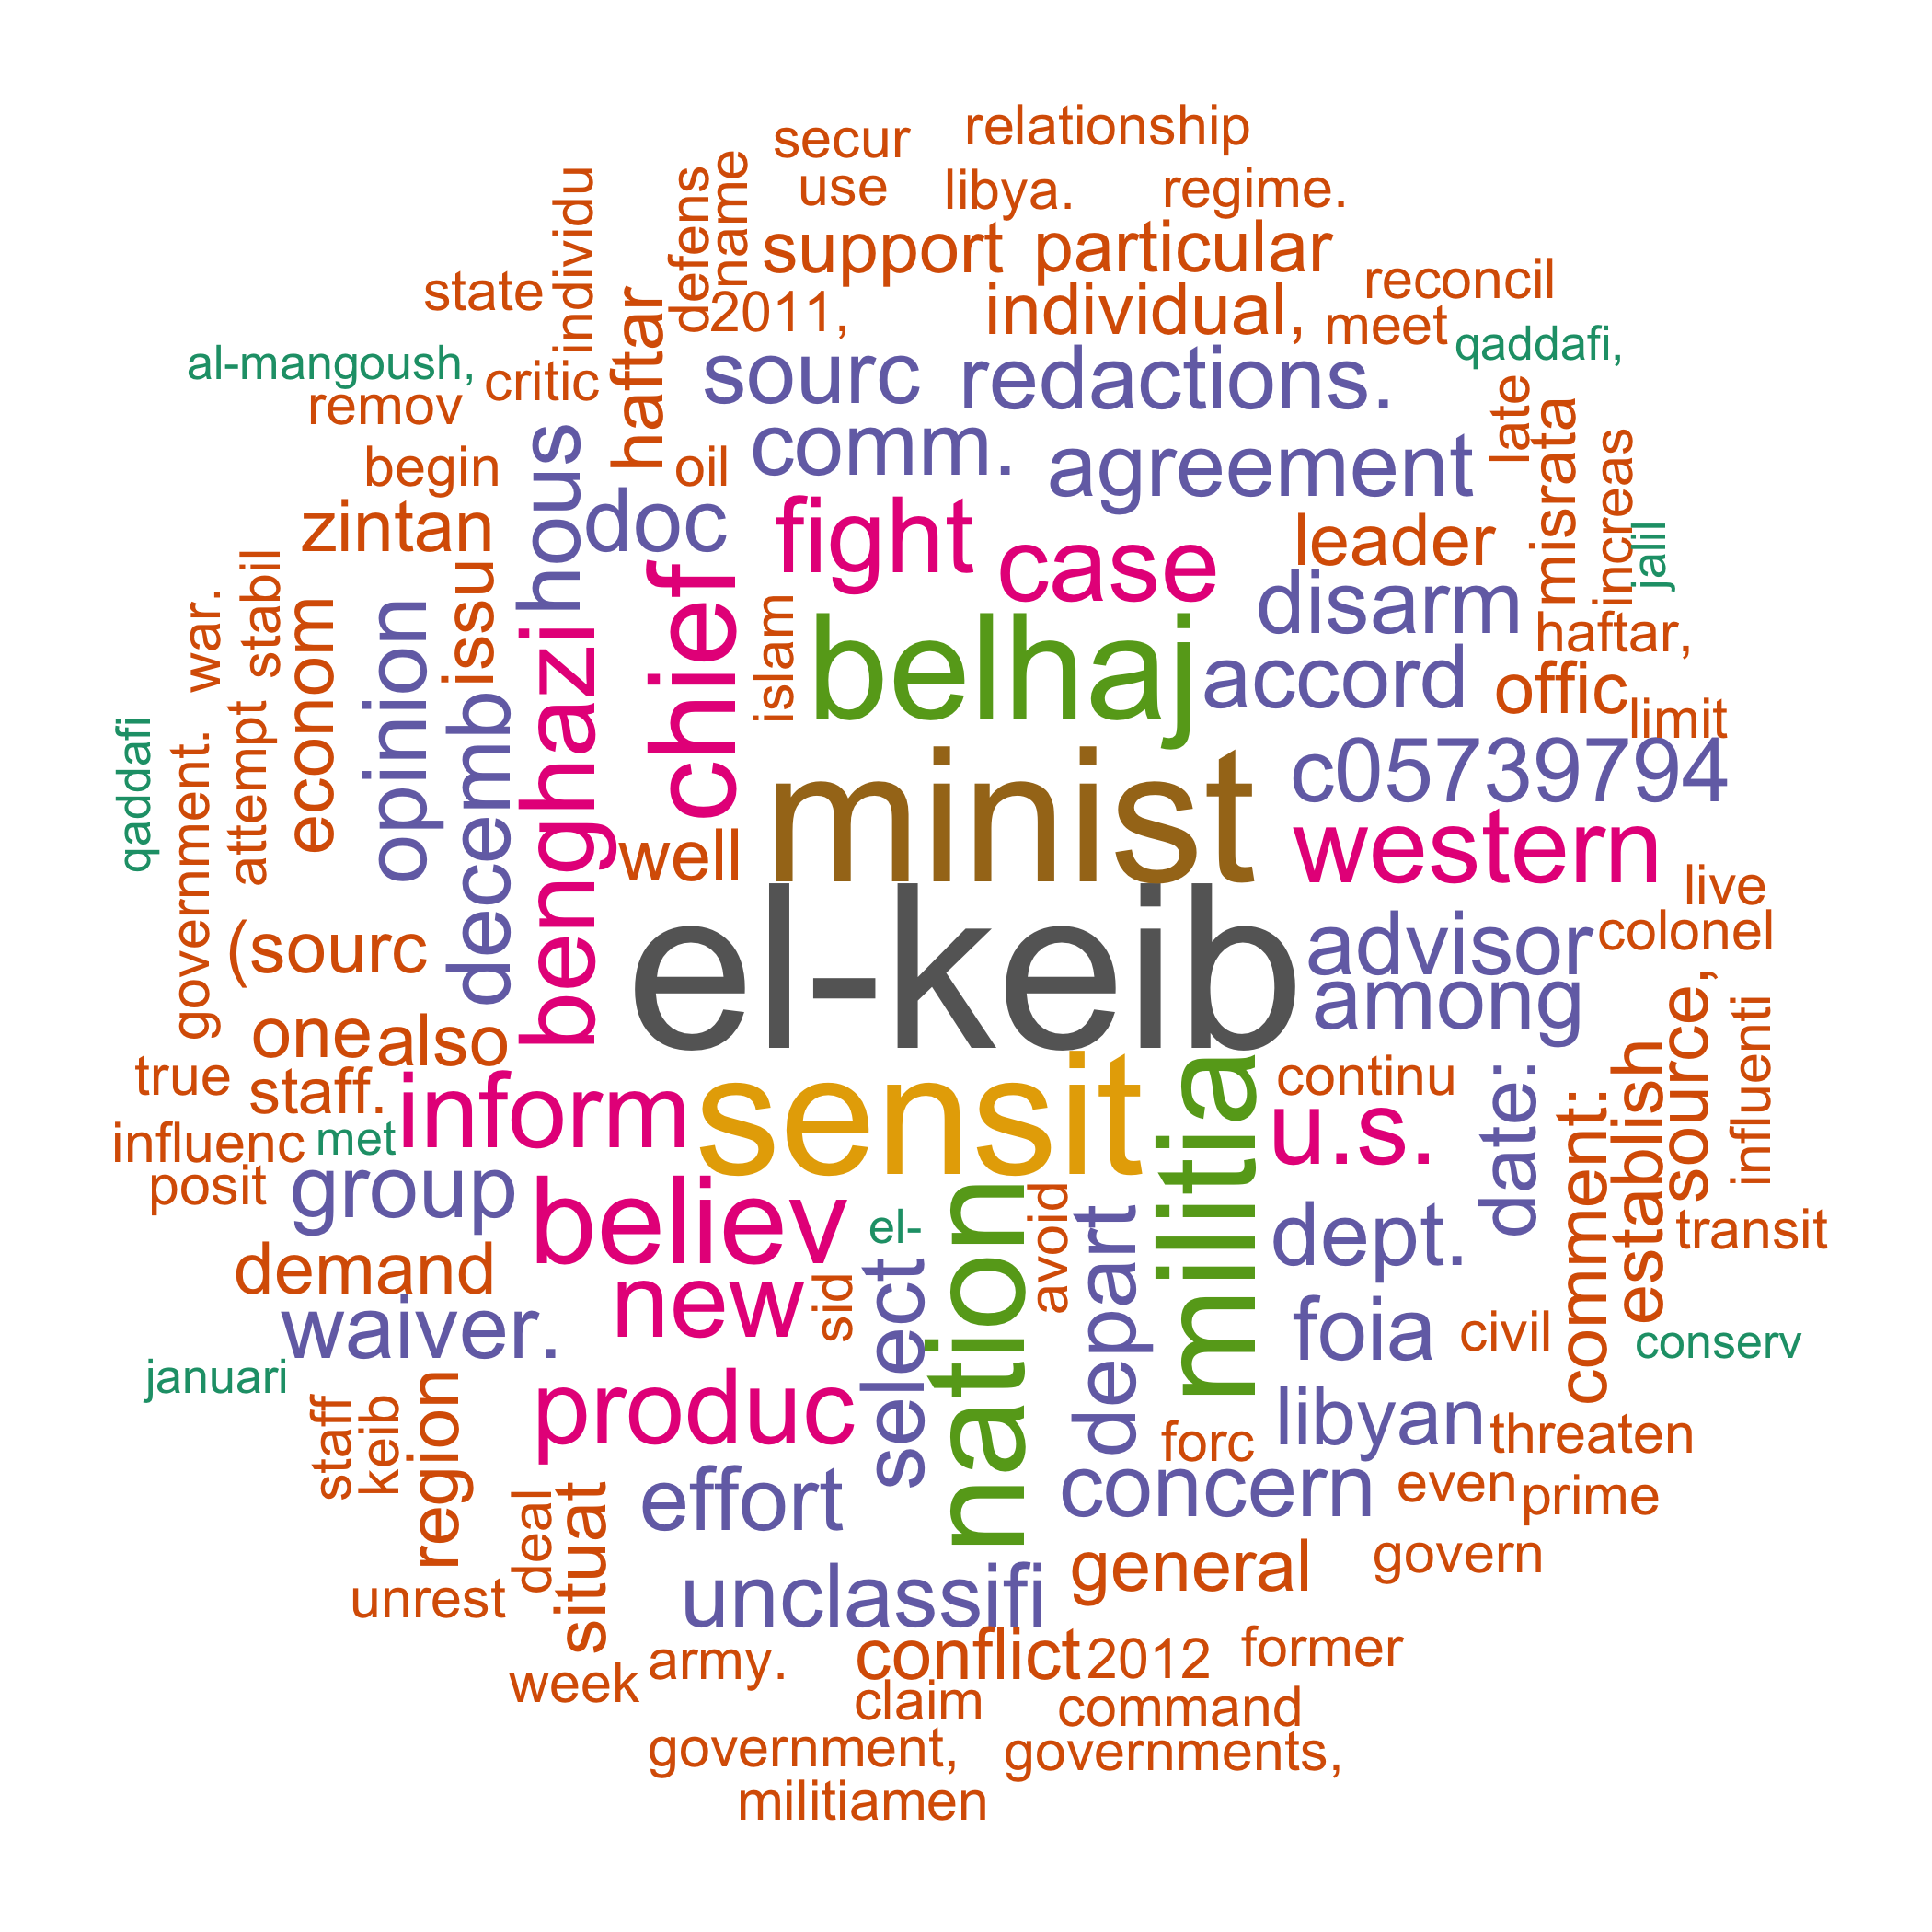 relationship
secur
use
libya.
regime.
name
defens
individu
support
particular
state
haftar
2011,
individual,
reconcil
meet
qaddafi,
al-mangoush,
critic
remov
sourc
redactions.
late
misrata
increas
jalil
begin
hous
oil
comm.
agreement
zintan
doc
fight
case
leader
disarm
haftar,
war.
stabil
econom
opinion
issu
chief
islam
belhaj
accord
offic
limit
qaddafi
government.
attempt
decemb
benghazi
well
minist
c05739794
western
live
(sourc
el-keib
advisor
colonel
among
one
also
true
staff.
inform
sensit
militia
continu
u.s.
date:
comment.
establish
source,
influenti
influenc
met
posit
group
believ
el-
nation
avoid
depart
dept.
transit
demand
new
sid
select
waiver.
foia
civil
conserv
januari
staff
keib
region
produc
forc
libyan
threaten
deal
situat
effort
concern
even
prime
unrest
unclassifi
general
govern
week
army.
conflict
2012
former
claim
command
government,
governments,
militiamen